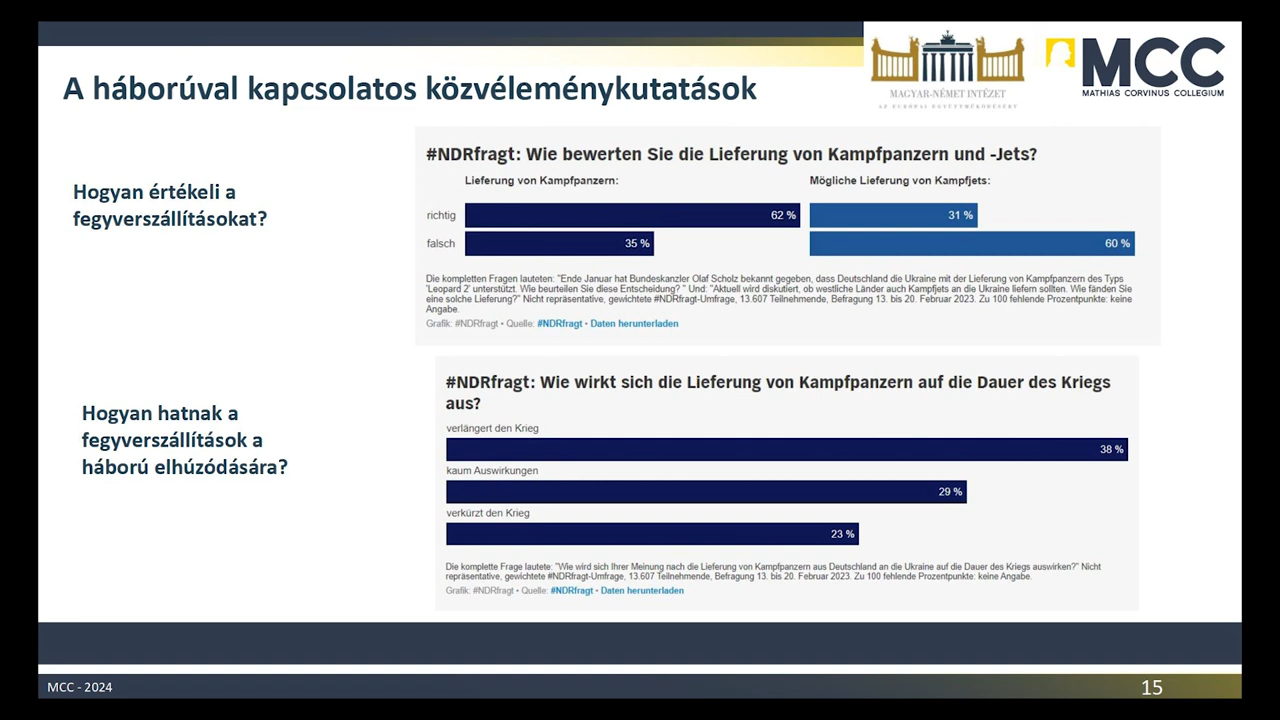 MAGYAR-NÉMET INTÉZET
AZ EURÓPAI EGYÜTTMŰKÖDÉSÉRT
MCC
MATHIAS CORVINUS COLLEGIUM
A háborúval kapcsolatos közvéleménykutatások
Hogyan értékeli a
fegyverszállításokat?
#NDRfragt: Wie bewerten Sie die Lieferung von Kampfpanzern und -Jets?
Lieferung von Kampfpanzern: Mögliche Lieferung von Kampfjets:
richtig 62 % 31 %
falsch 35 % 60 %
Die kompletten Fragen lauteten: "Ende Januar hat Bundeskanzler Olaf Scholz bekannt gegeben, dass Deutschland die Ukraine mit der Lieferung von Kampfpanzern des Typs
'Leopard 2' unterstützt. Wie beurteilen Sie diese Entscheidung? " Und: "Aktuell wird diskutiert, ob westliche Länder auch Kampfjets an die Ukraine liefern sollten. Wie fänden Sie
eine solche Lieferung?" Nicht repräsentative, gewichtete #NDRfragt-Umfrage, 13.607 Teilnehmende, Befragung 13. bis 20. Februar 2023. Zu 100 fehlende Prozentpunkte: keine
Angabe.
Grafik: #NDRfragt • Quelle: #NDRfragt • Daten herunterladen
Hogyan hatnak a
fegyverszállítások a
háború elhúzódására?
#NDRfragt: Wie wirkt sich die Lieferung von Kampfpanzern auf die Dauer des Kriegs
aus?
verlängert den Krieg
38 %
kaum Auswirkungen
29 %
verkürzt den Krieg
23 %
Die komplette Frage lautete: "Wie wird sich Ihrer Meinung nach die Lieferung von Kampfpanzern aus Deutschland an die Ukraine auf die Dauer des Kriegs auswirken?" Nicht
repräsentative, gewichtete #NDRfragt-Umfrage, 13.607 Teilnehmende, Befragung 13. bis 20. Februar 2023. Zu 100 fehlende Prozentpunkte: keine Angabe.
Grafik: #NDRfragt • Quelle: #NDRfragt • Daten herunterladen
MCC - 2024
15